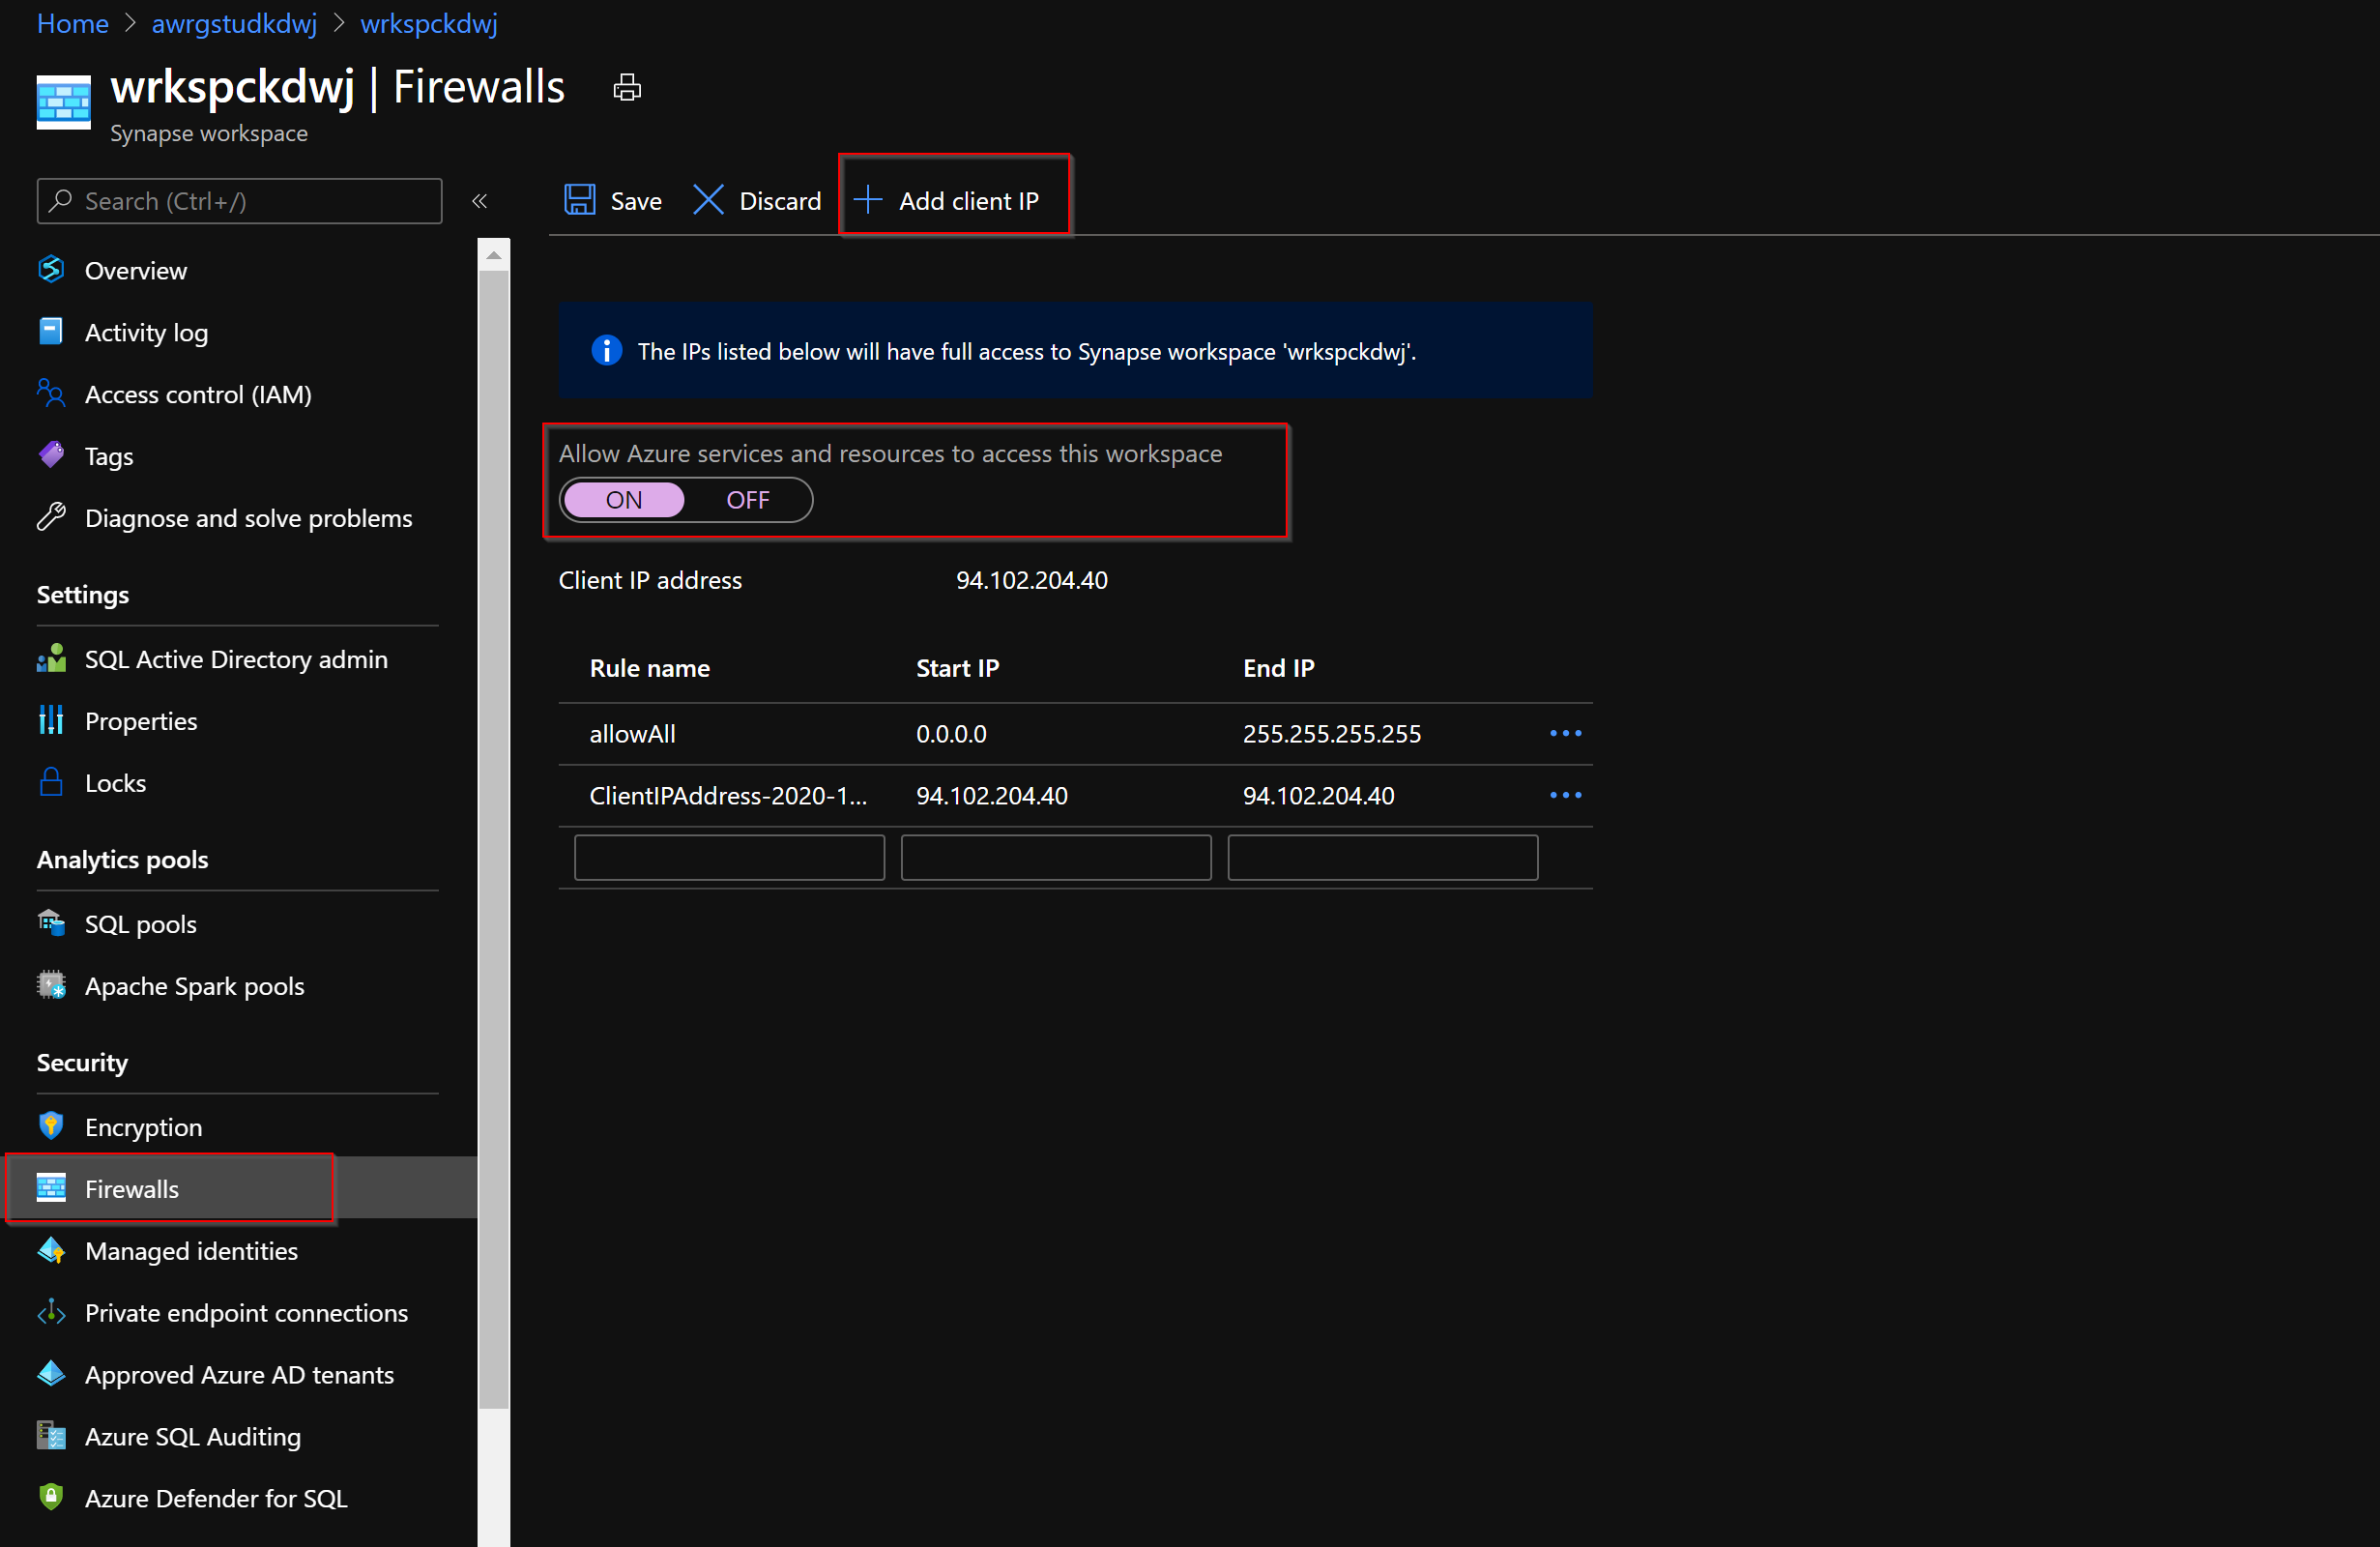 Home > awrgstudkdwj > wrkspckdwj
wrkspckdwj | Firewalls
Synapse workspace
Search (Ctrl+/)
«
Overview
Activity log
Access control (IAM)
Tags
Diagnose and solve problems
Settings
SQL Active Directory admin
Properties
Locks
Analytics pools
SQL pools
Apache Spark pools
Security
Encryption
Firewalls
Managed identities
Private endpoint connections
Approved Azure AD tenants
Azure SQL Auditing
Azure Defender for SQL
Save Discard Add client IP
The IPs listed below will have full access to Synapse workspace 'wrkspckdwj'.
Allow Azure services and resources to access this workspace
ON OFF
Client IP address 94.102.204.40
Rule name Start IP End IP
allowAll 0.0.0.0 255.255.255.255
ClientIPAddress-2020-1... 94.102.204.40 94.102.204.40